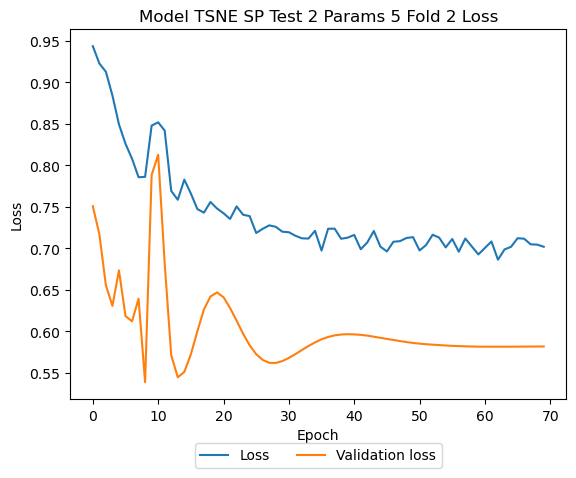 Model TSNE SP Test 2 Params 5 Fold 2 Loss
0.95
0.90
0.85
0.80
0.75
0.70
0.65
0.60
0.55
Loss
0 10 20 30 40 50 60 70
Epoch
Loss Validation loss